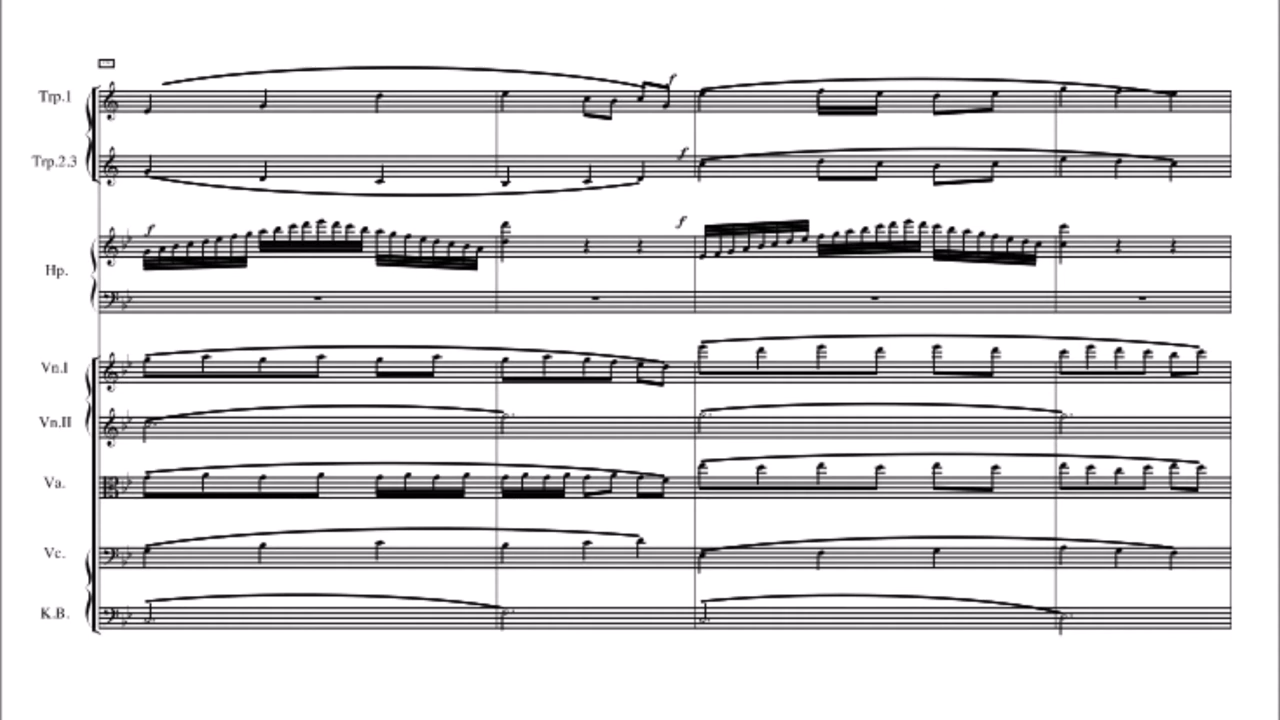 Trp.1
f
Trp.2.3
f
f
f
Hp.
Vn.I
Vn.II
Va.
Vc.
K.B.